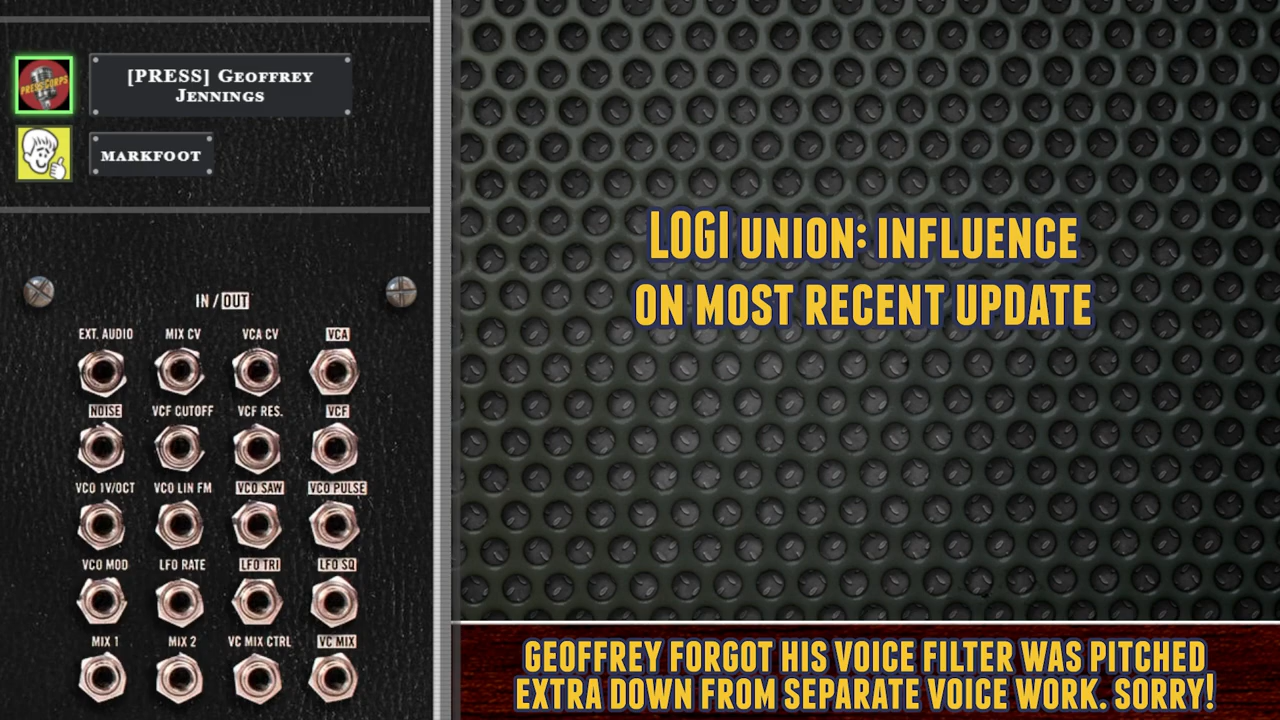 PRESS CORPS
[PRESS] Geoffrey
Jennings
MARKFOOT
IN / OUT
EXT. AUDIO MIX CV VCA CV VCA
NOISE VCF CUTOFF VCF RES. VCF
VCO 1V/OCT VCO LIN FM VCO SAW VCO PULSE
VCO MOD LFO RATE LFO TRI LFO SQ
MIX 1 MIX 2 VC MIX CTRL VC MIX
LOGI UNION: INFLUENCE
ON MOST RECENT UPDATE
GEOFFREY FORGOT HIS VOICE FILTER WAS PITCHED
EXTRA DOWN FROM SEPARATE VOICE WORK. SORRY!